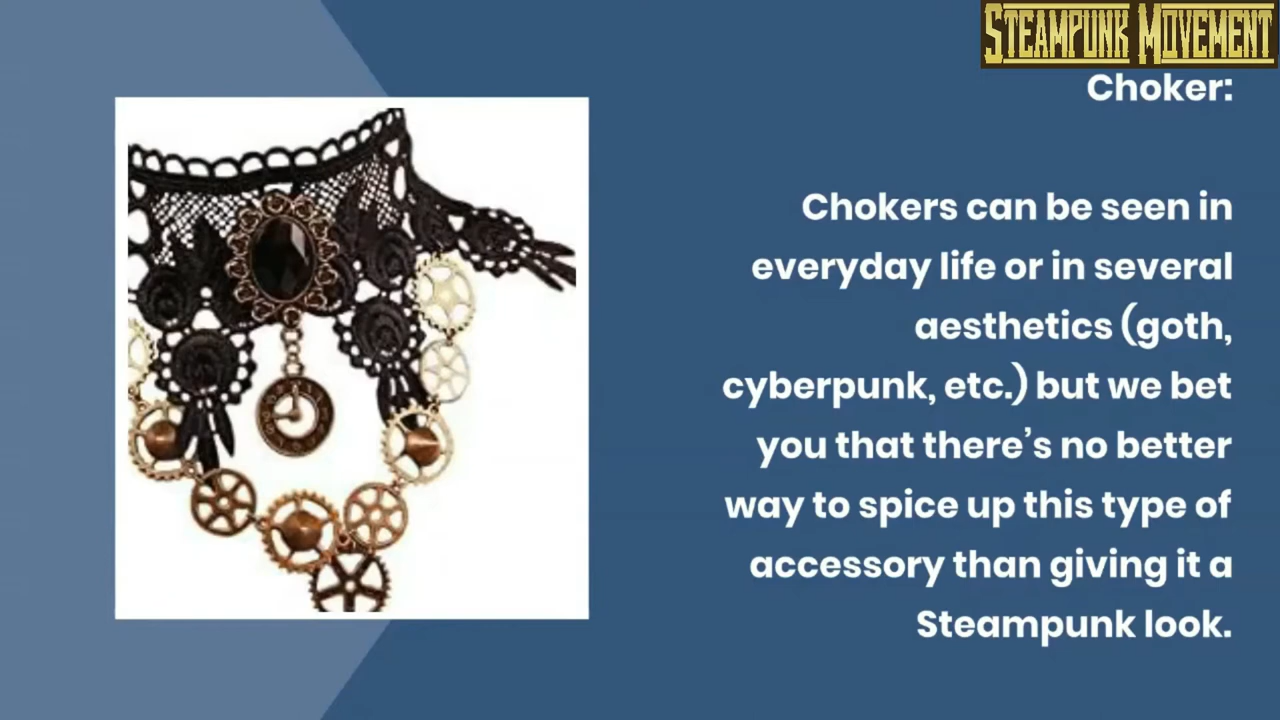 STEAMPUNK MOVEMENT
Choker:
Chokers can be seen in
everyday life or in several
aesthetics (goth,
cyberpunk, etc.) but we bet
you that there’s no better
way to spice up this type of
accessory than giving it a
Steampunk look.